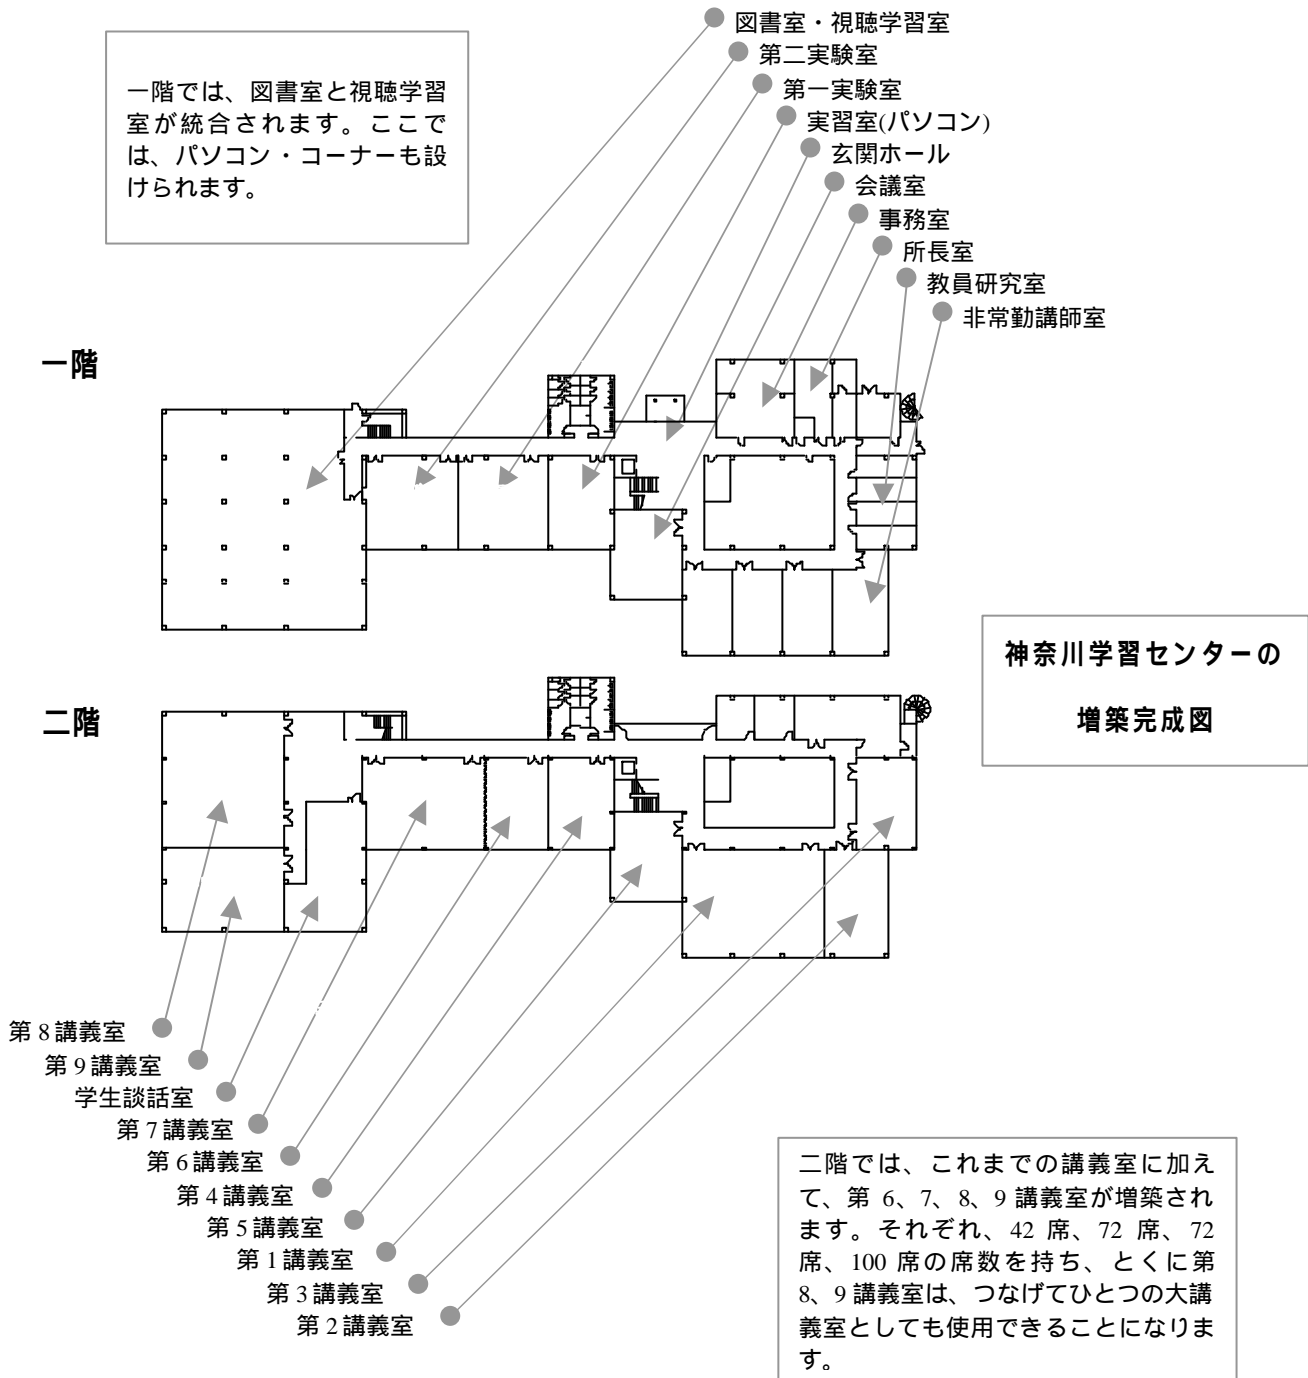 図書室・視聴学習室
第二実験室
第一実験室
実習室(パソコン)
玄関ホール
会議室
事務室
所長室
教員研究室
非常勤講師室
一階では、図書室と視聴学習
室が統合されます。ここで
は、パソコン・コーナーも設
けられます。
一階
神奈川学習センターの
増築完成図
二階
第 8 講義室
第 9 講義室
学生談話室
第 7 講義室
第 6 講義室
第 4 講義室
第 5 講義室
第 1 講義室
第 3 講義室
第 2 講義室
二階では、これまでの講義室に加え
て、第 6、7、8、9 講義室が増築され
ます。それぞれ、42 席、72 席、72
席、100 席の席数を持ち、とくに第
8、9 講義室は、つなげてひとつの大講
義室としても使用できることになりま
す。